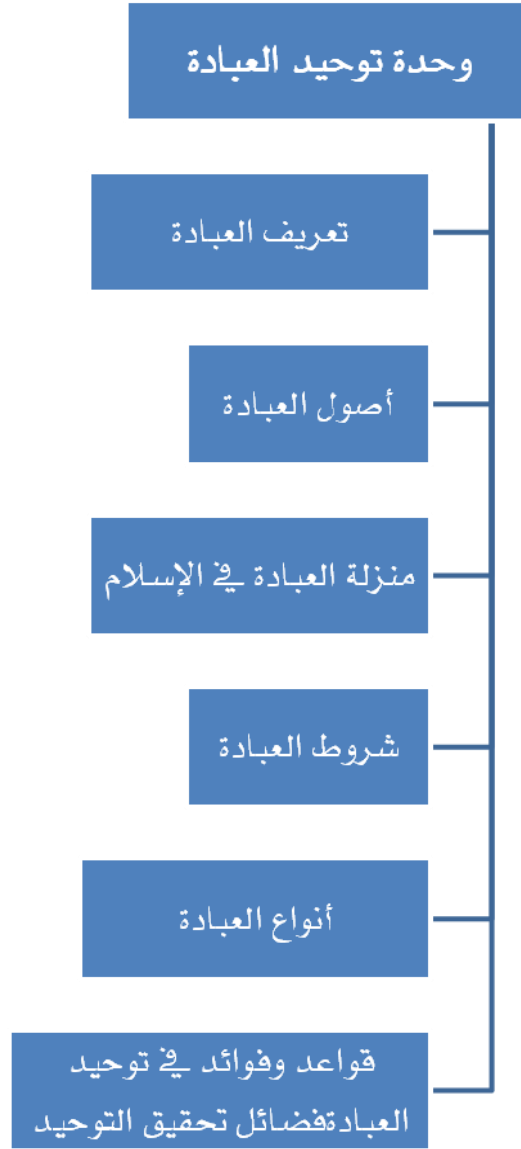 وحدة توحيد العبادة
تعريف العبادة
أصول العبادة
منزلة العبادة في الإسلام
شروط العبادة
أنواع العبادة
قواعد وفوائد في توحيد
العبادةفضائل تحقيق التوحيد